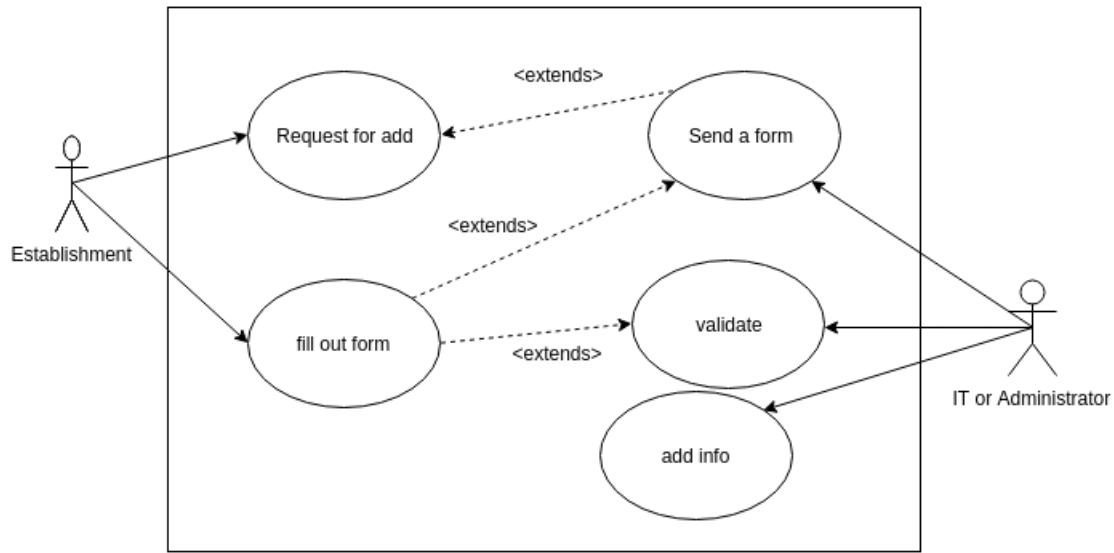 <extends>
Request for add
Send a form
<extends>
Establishment
validate
fill out form
<extends>
IT or Administrator
add info